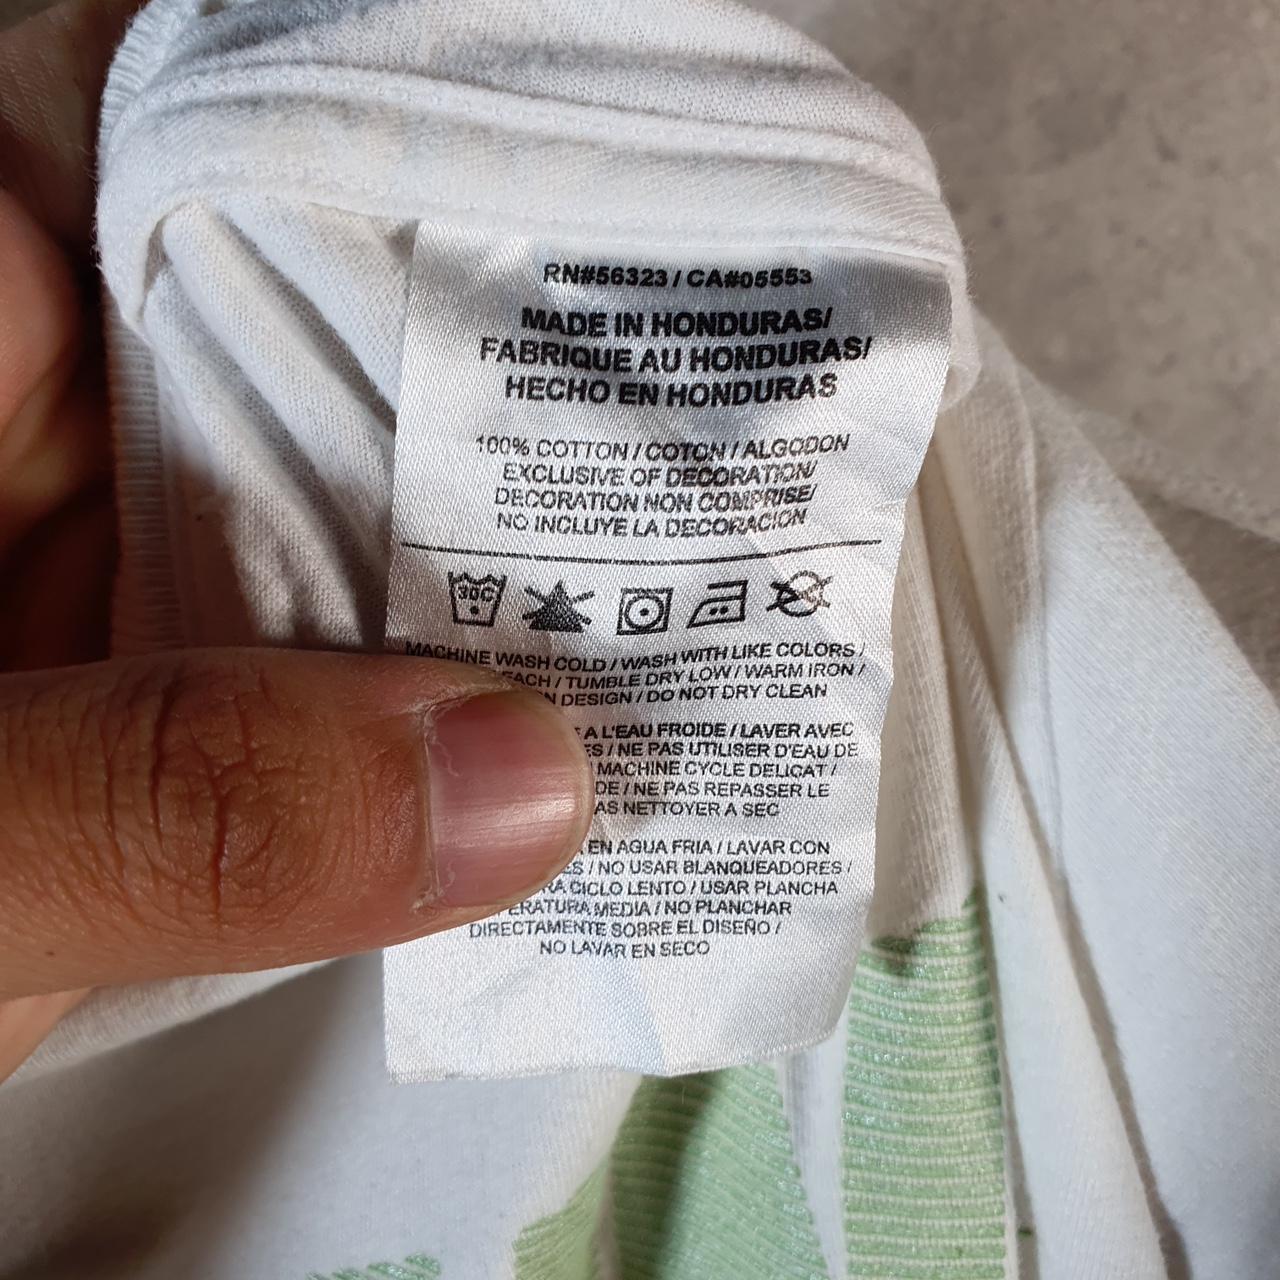 RN#56323 / CA#05553
MADE IN HONDURAS/
FABRIQUE AU HONDURAS/
HECHO EN HONDURAS
100% COTTON / COTON / ALGODON
EXCLUSIVE OF DECORATION/
DECORATION NON COMPRISE/
NO INCLUYE LA DECORACION
30C
MACHINE WASH COLD / WASH WITH LIKE COLORS /
/ TUMBLE DRY LOW / WARM IRON /
DESIGN / DO NOT DRY CLEAN
A L'EAU FROIDE / LAVER AVEC
/ NE PAS UTILISER D'EAU DE
MACHINE CYCLE DELICAT /
/ NE PAS REPASSER LE
NETTOYER A SEC
EN AGUA FRIA / LAVAR CON
/ NO USAR BLANQUEADORES /
CICLO LENTO / USAR PLANCHA
MEDIA / NO PLANCHAR
DIRECTAMENTE SOBRE EL DISEÑO /
NO LAVAR EN SECO